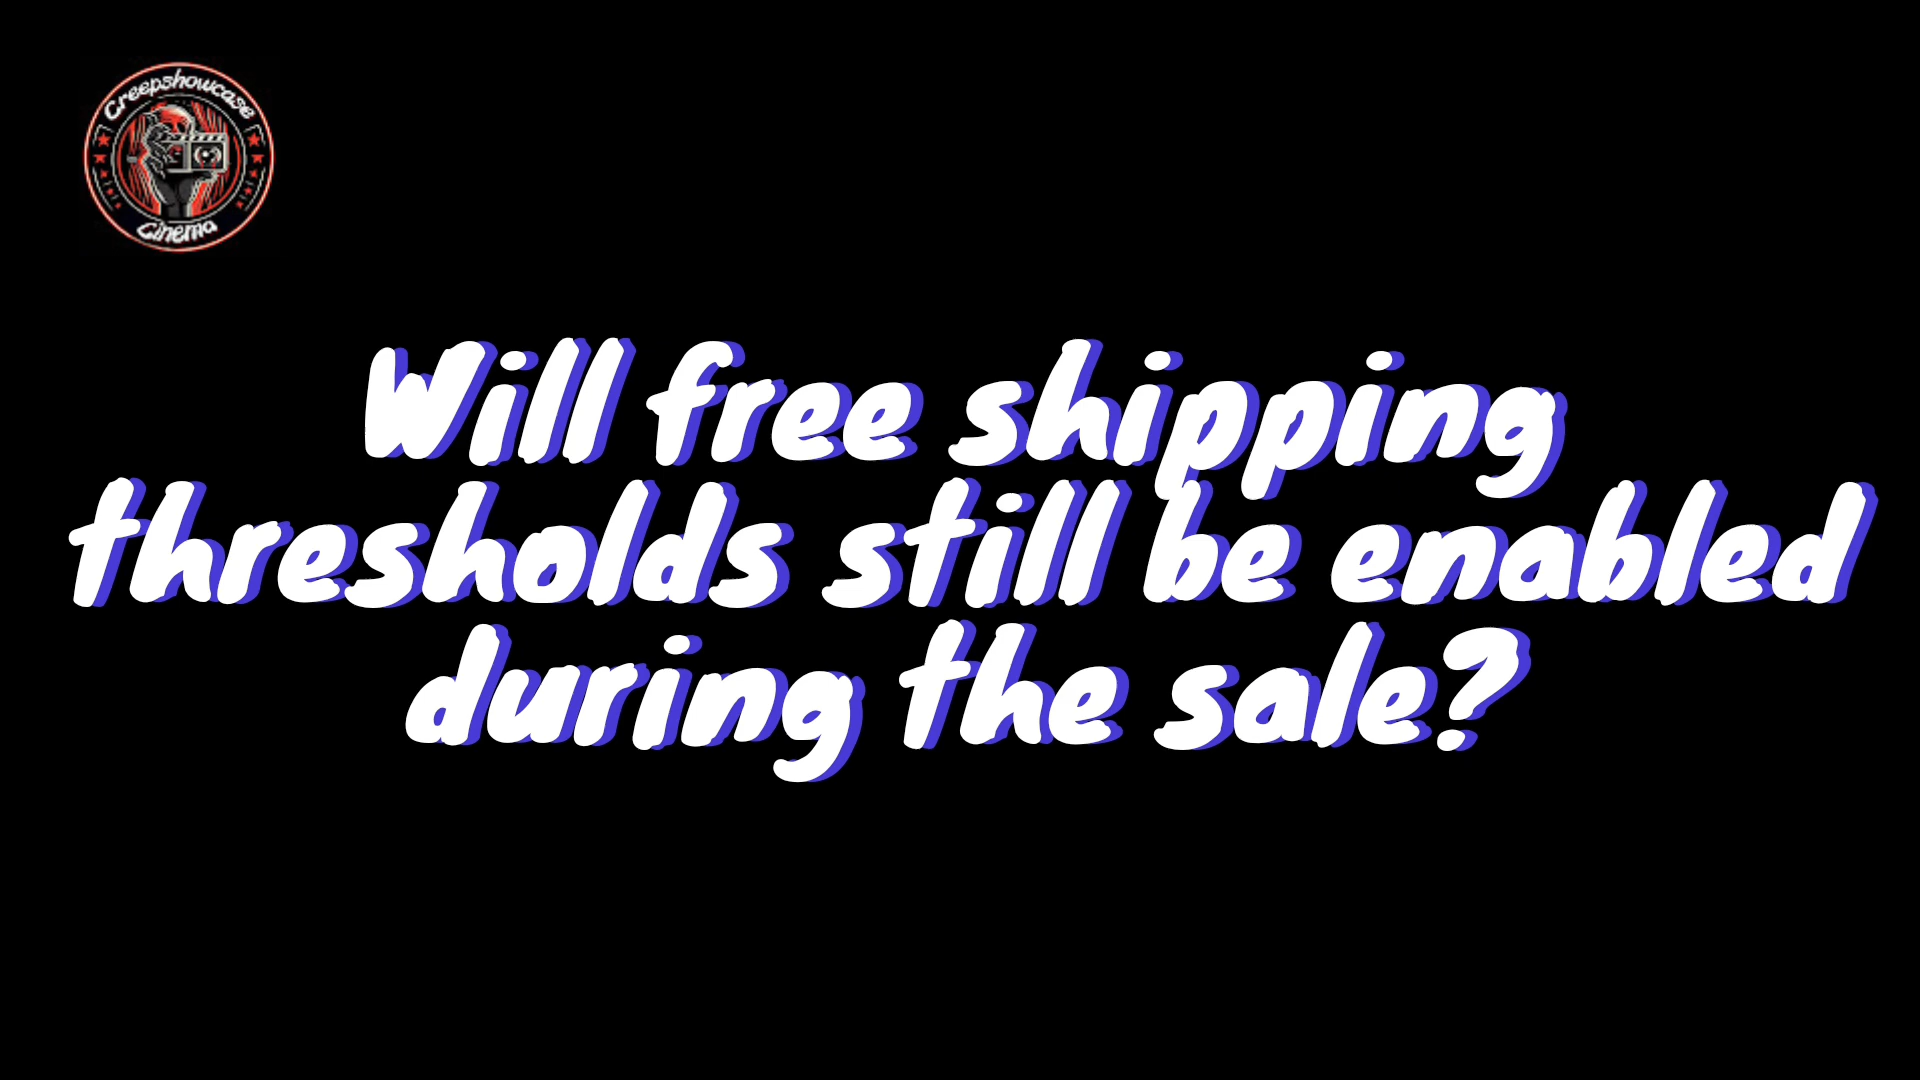 Creepshowcase
Cinema
Will free shipping
thresholds still be enabled
during the sale?